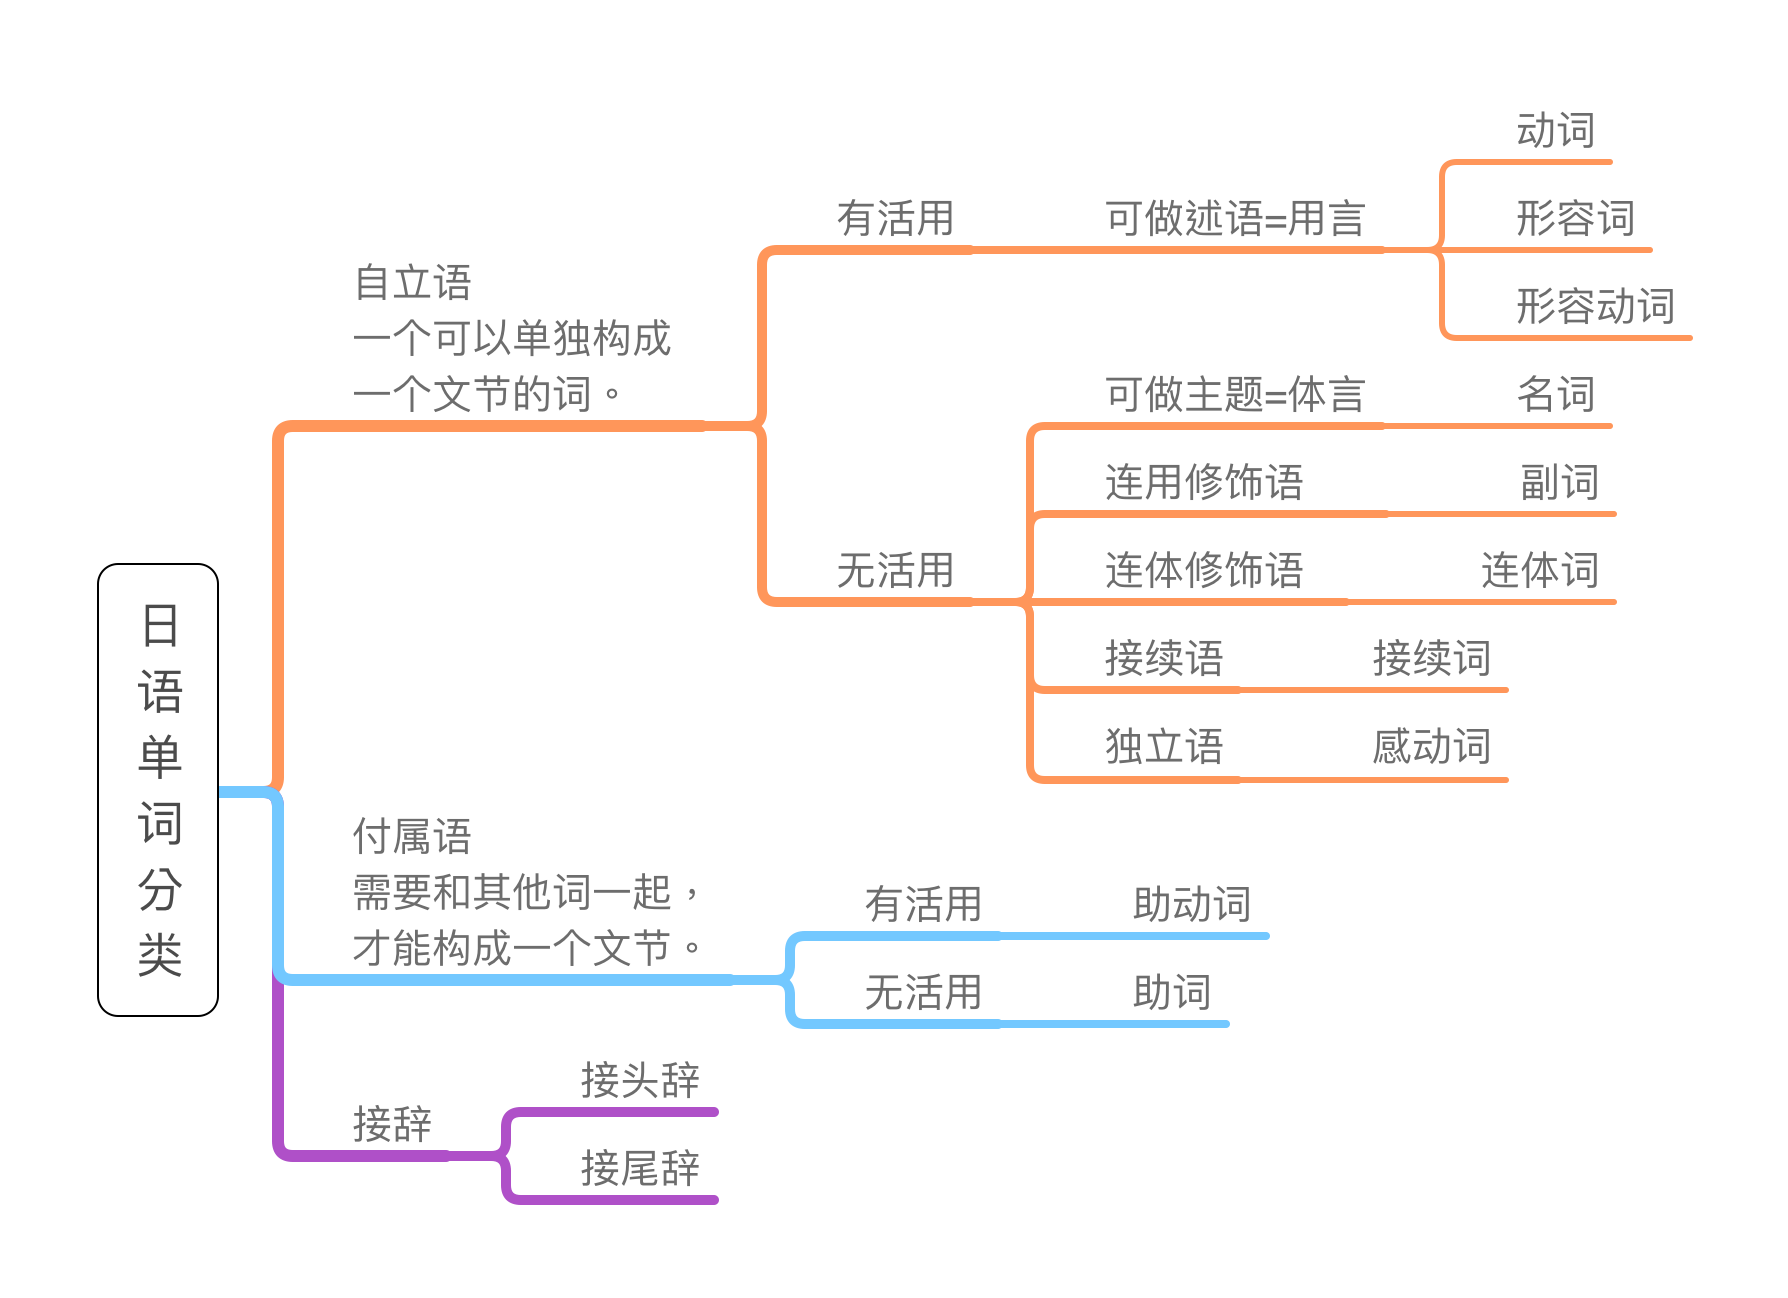 日语单词分类
自立语
一个可以单独构成
一个文节的词。
有活用
可做述语=用言
动词
形容词
形容动词
无活用
可做主题=体言
名词
连用修饰语
副词
连体修饰语
连体词
接续语
接续词
独立语
感动词
付属语
需要和其他词一起，
才能构成一个文节。
有活用
助动词
无活用
助词
接辞
接头辞
接尾辞